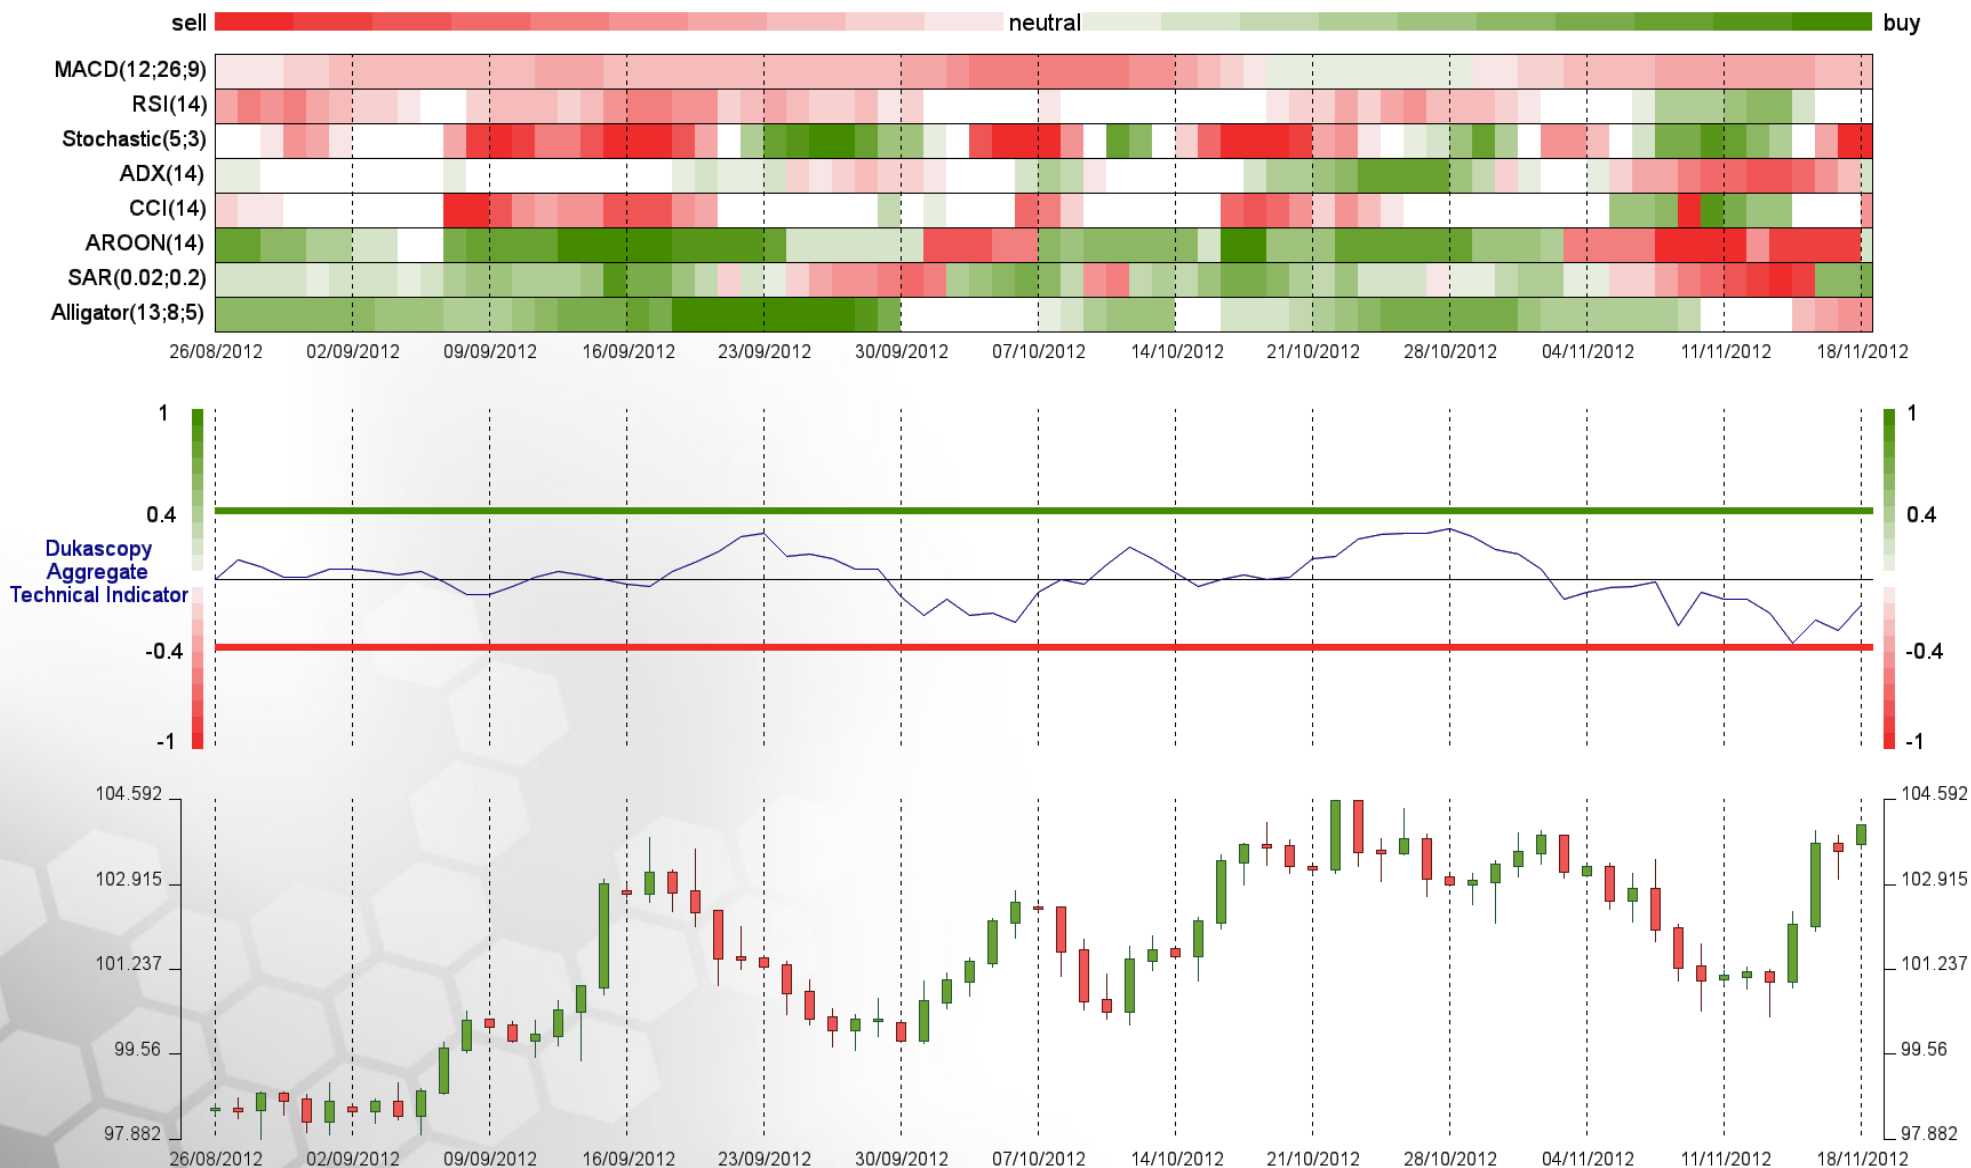 sell neutral buy
MACD(12;26;9)
RSI(14)
Stochastic(5;3)
ADX(14)
CCI(14)
AROON(14)
SAR(0.02;0.2)
Alligator(13;8;5)
26/08/2012 02/09/2012 09/09/2012 16/09/2012 23/09/2012 30/09/2012 07/10/2012 14/10/2012 21/10/2012 28/10/2012 04/11/2012 11/11/2012 18/11/2012
1 1
0.4 0.4
Dukascopy
Aggregate
Technical Indicator
-0.4 -0.4
-1 -1
104.592 104.592
102.915 102.915
101.237 101.237
99.56 99.56
97.882 97.882
26/08/2012 02/09/2012 09/09/2012 16/09/2012 23/09/2012 30/09/2012 07/10/2012 14/10/2012 21/10/2012 28/10/2012 04/11/2012 11/11/2012 18/11/2012